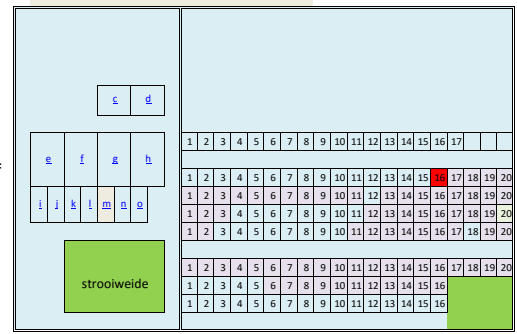 c d
e f g h
i j k l m n o
strooiweide
1 2 3 4 5 6 7 8 9 10 11 12 13 14 15 16 17
1 2 3 4 5 6 7 8 9 10 11 12 13 14 15 16 17 18 19 20
1 2 3 4 5 6 7 8 9 10 11 12 13 14 15 16 17 18 19 20
1 2 3 4 5 6 7 8 9 10 11 12 13 14 15 16 17 18 19 20
1 2 3 4 5 6 7 8 9 10 11 12 13 14 15 16 17 18 19 20
1 2 3 4 5 6 7 8 9 10 11 12 13 14 15 16 17 18 19 20
1 2 3 4 5 6 7 8 9 10 11 12 13 14 15 16
1 2 3 4 5 6 7 8 9 10 11 12 13 14 15 16